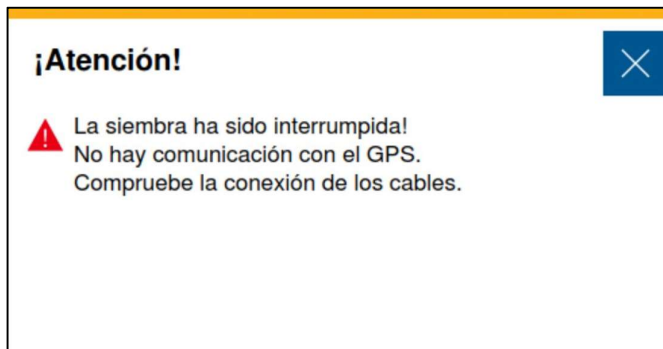 ¡Atención!
La siembra ha sido interrumpida!
No hay comunicación con el GPS.
Compruebe la conexión de los cables.